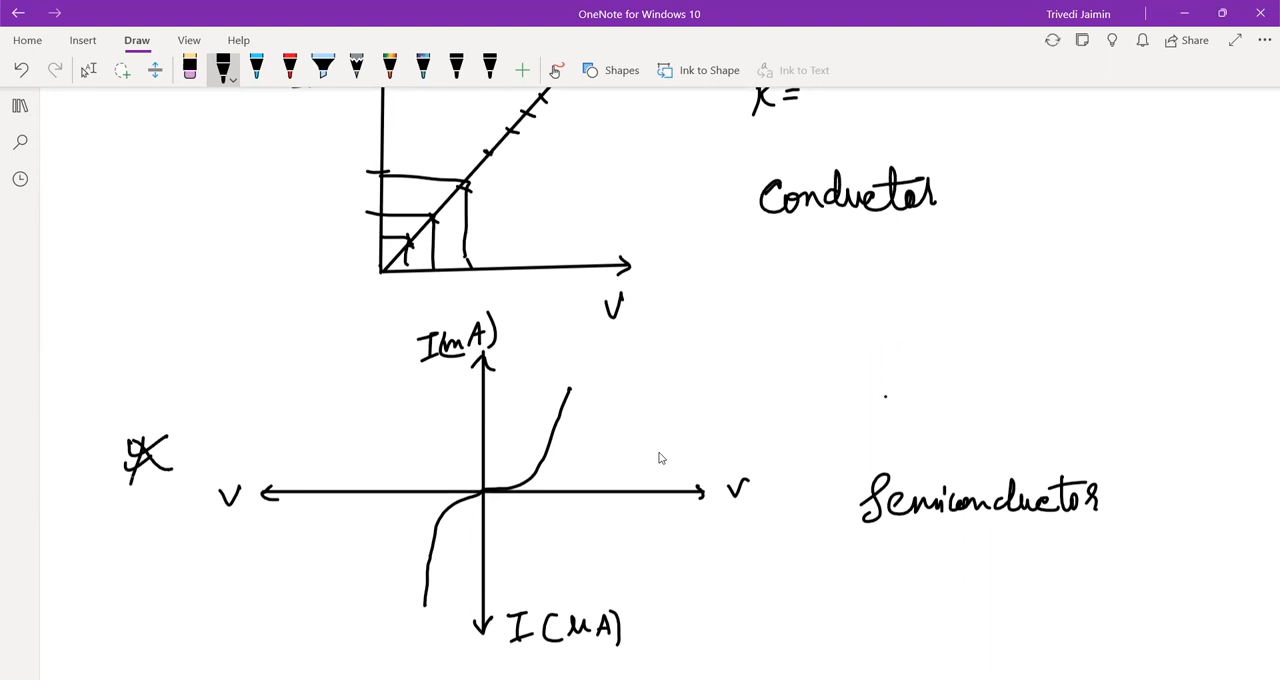 OneNote for Windows 10
Trivedi Jaimin
Home Insert Draw View Help
Share
Shapes Ink to Shape Ink to Text
Conductor
V
I(mA)
V V
Semiconductor
I (μA)